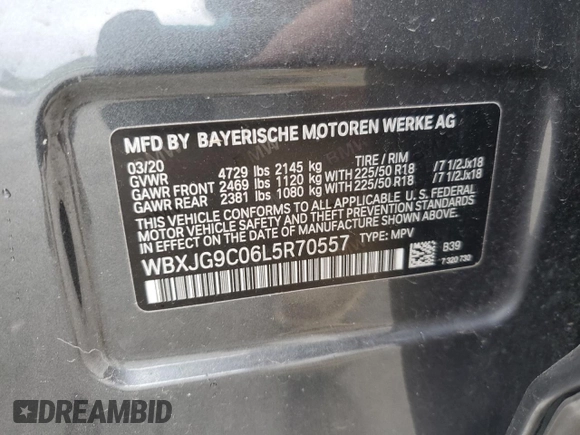 MFD BY BAYERISCHE MOTOREN WERKE AG
03/20
GVWR 4729 lbs 2145 kg TIRE / RIM
GAWR FRONT 2469 lbs 1120 kg WITH 225/50 R18 /7 1/2Jx18
GAWR REAR 2381 lbs 1080 kg WITH 225/50 R18 /7 1/2Jx18
THIS VEHICLE CONFORMS TO ALL APPLICABLE U.S. FEDERAL
MOTOR VEHICLE SAFETY, BUMPER, AND THEFT PREVENTION
STANDARDS IN EFFECT ON THE DATE OF MANUFACTURE
SHOWN ABOVE.
WBXJG9C06L5R70557 TYPE: MPV
B39
7 320 730
DREAMBID